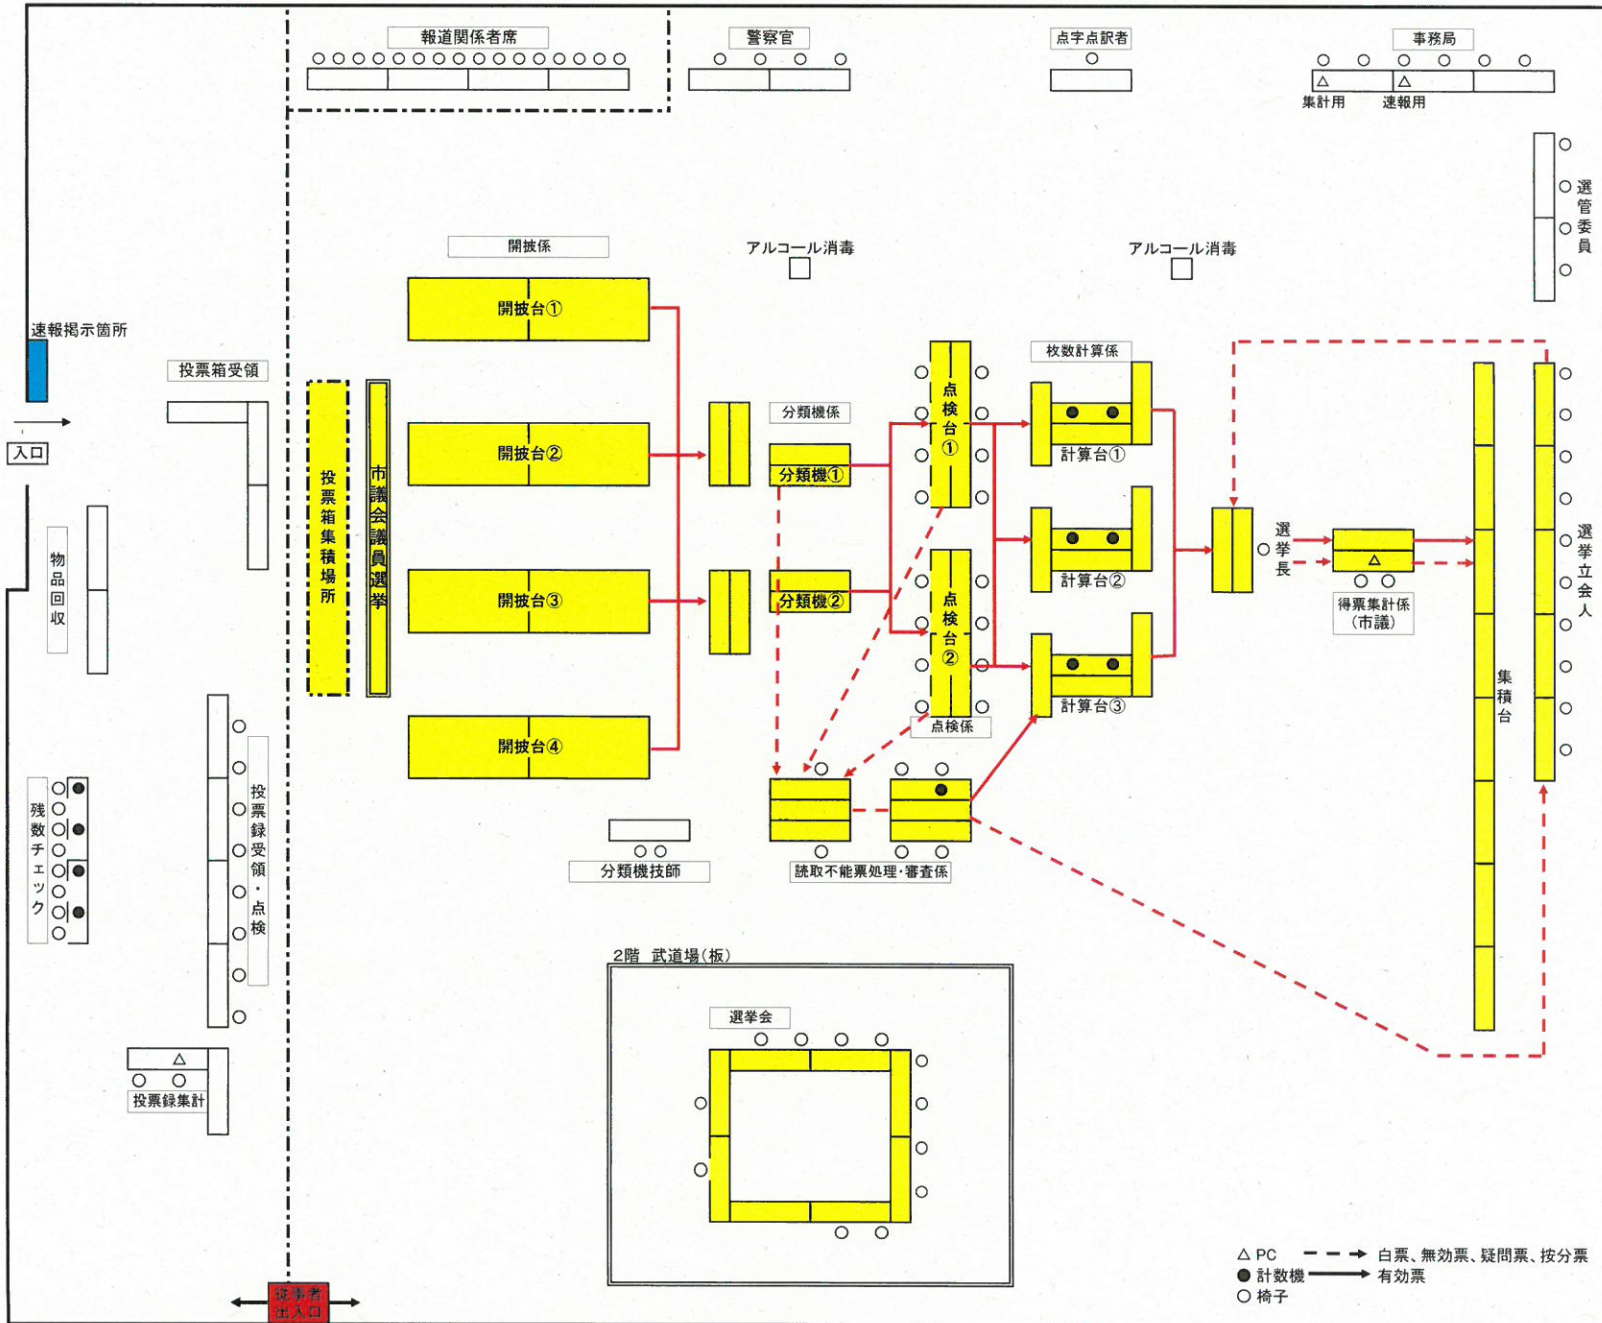 報道関係者席
警察官
点字点訳者
事務局
集計用
速報用
選管委員
開披係
アルコール消毒
アルコール消毒
開披台①
速報掲示箇所
入口
投票箱受領
投票箱集積場所
市議会議員選挙
開披台②
分類機係
分類機①
点検台①
枚数計算係
計算台①
計算台②
選挙長
得票集計係
(市議)
選挙立会人
集積台
物品回収
開披台③
分類機②
点検台②
計算台③
点検係
開披台④
残数チェック
投票録受領・点検
分類機技師
読取不能票処理・審査係
2階 武道場(板)
選挙会
投票録集計
従事者
出入口
△ PC
白票、無効票、疑問票、按分票
● 計数機
有効票
○ 椅子